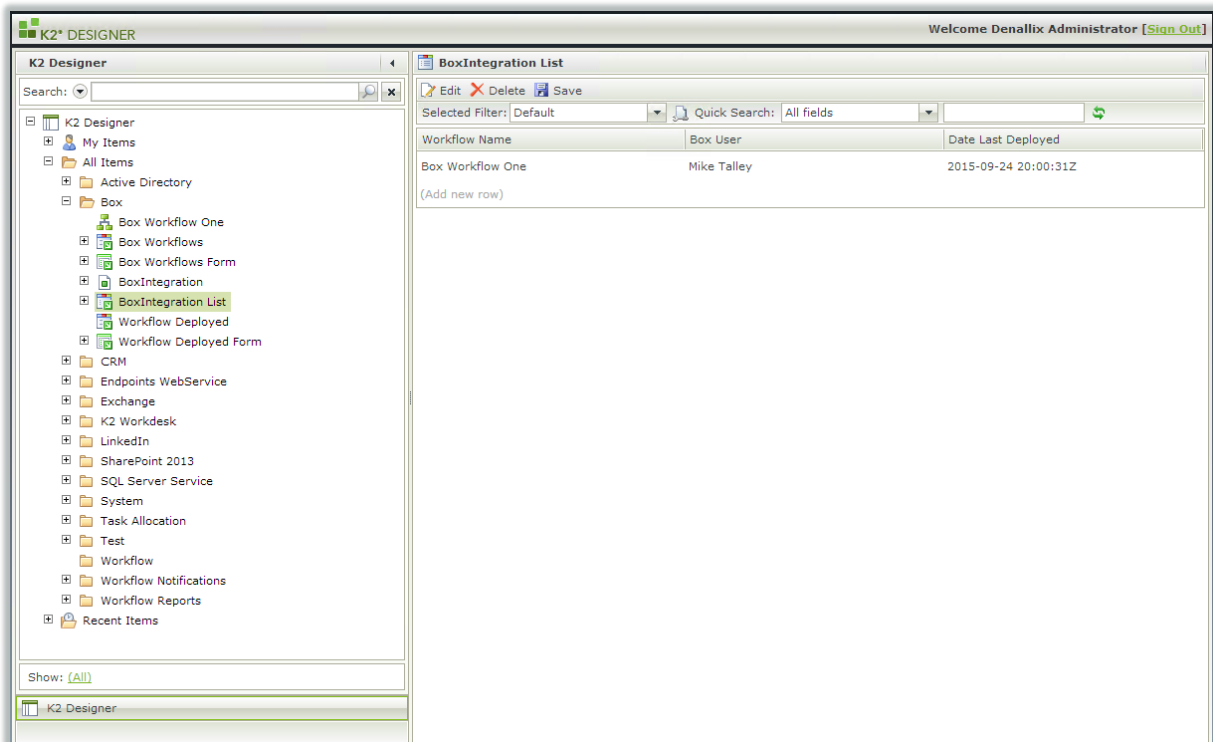 K2* DESIGNER
Welcome Denallix Administrator [Sign Out]
K2 Designer
Search:
K2 Designer
My Items
All Items
Active Directory
Box
Box Workflow One
Box Workflows
Box Workflows Form
BoxIntegration
BoxIntegration List
Workflow Deployed
Workflow Deployed Form
CRM
Endpoints WebService
Exchange
K2 Workdesk
LinkedIn
SharePoint 2013
SQL Server Service
System
Task Allocation
Test
Workflow
Workflow Notifications
Workflow Reports
Recent Items
Show: (All)
K2 Designer
BoxIntegration List
Edit Delete Save
Selected Filter: Default Quick Search: All fields
Workflow Name Box User Date Last Deployed
Box Workflow One Mike Talley 2015-09-24 20:00:31Z
(Add new row)